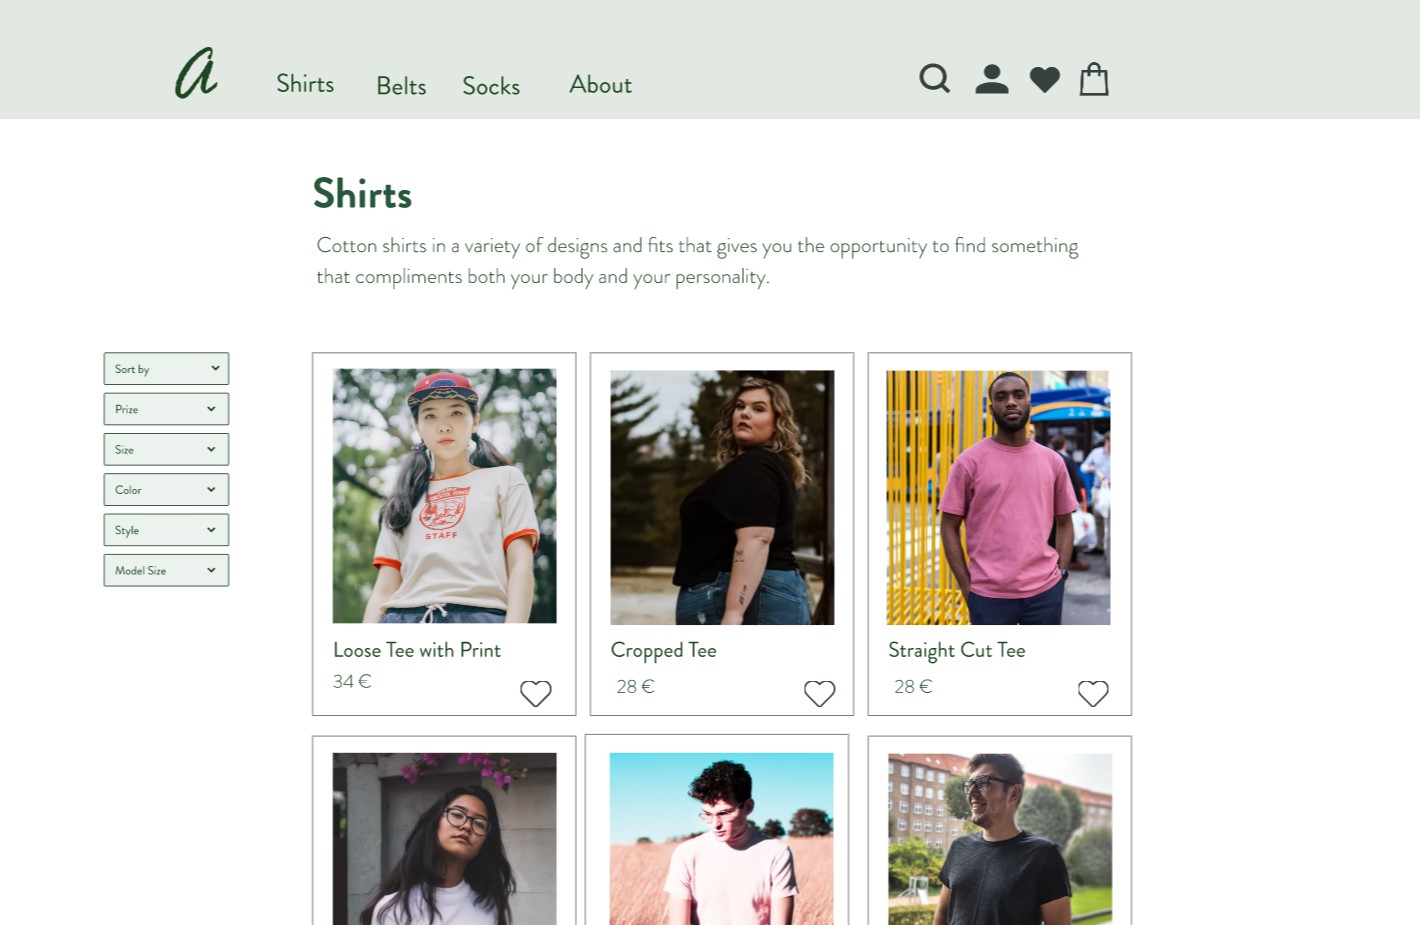 a
Shirts
Belts
Socks
About
Shirts
Cotton shirts in a variety of designs and fits that gives you the opportunity to find something
that compliments both your body and your personality.
Sort by
Prize
Size
Color
Style
Model Size
STAFF
Loose Tee with Print
34 €
Cropped Tee
28 €
Straight Cut Tee
28 €